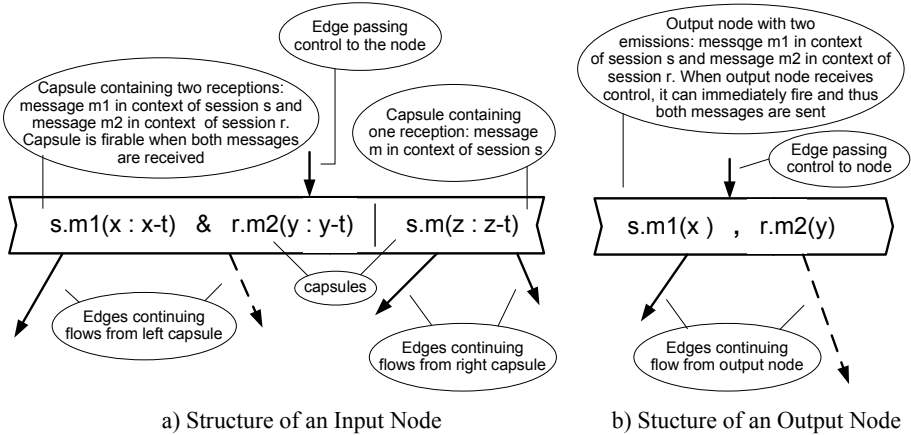 Edge passing
control to the node
Capsule containing two receptions:
message m1 in context of session s and
message m2 in context of session r.
Capsule is firable when both messages
are received
Capsule containing
one reception: message
m in context of session s
s.m1(x : x-t) & r.m2(y : y-t) | s.m(z : z-t)
capsules
Edges continuing
flows from left capsule
Edges continuing
flows from right capsule
a) Structure of an Input Node
Output node with two
emissions: messqge m1 in context
of session s and message m2 in context of
session r. When output node receives
control, it can immediately fire and thus
both messages are sent
Edge passing
control to node
s.m1(x ) , r.m2(y)
Edges continuing
flow from output node
b) Stucture of an Output Node